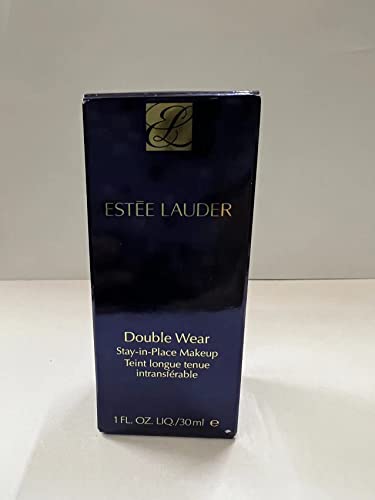 EL
ESTĒE LAUDER
Double Wear
Stay-in-Place Makeup
Teint longue tenue
intransférable
1 FL. OZ. LIQ./30ml ℮